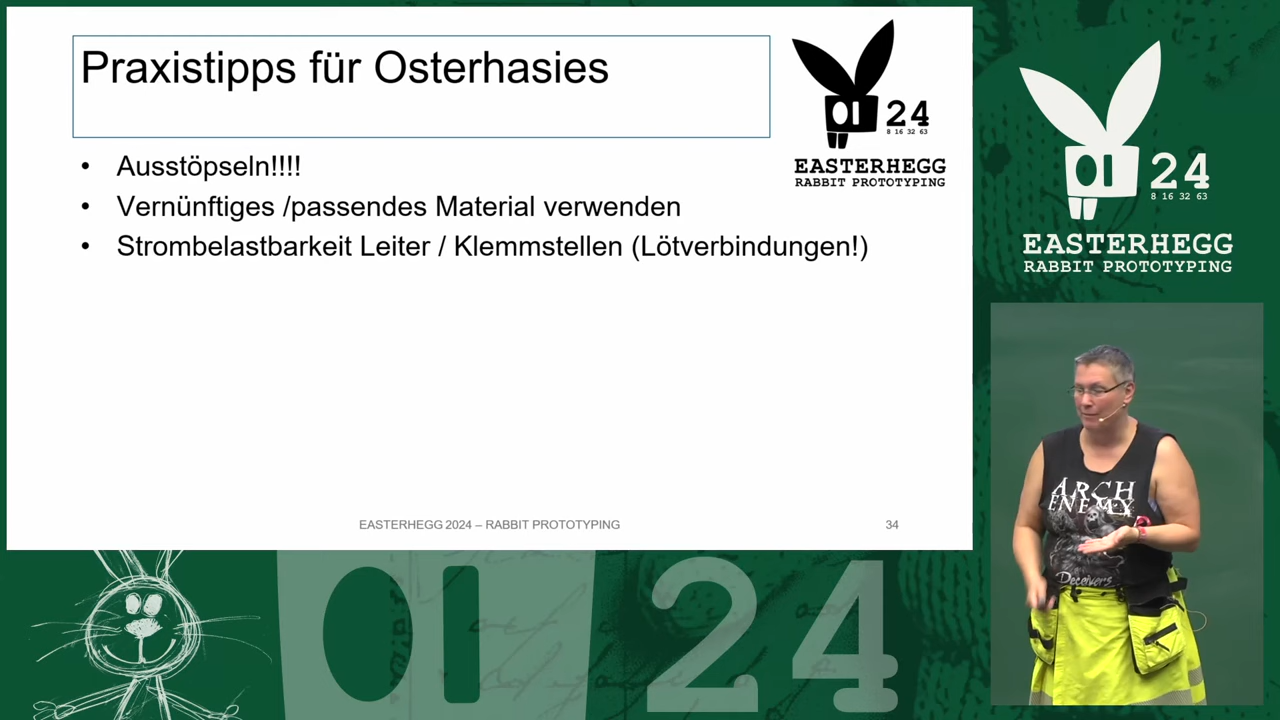 Praxistipps für Osterhasies
• Ausstöpseln!!!!
• Vernünftiges /passendes Material verwenden
• Strombelastbarkeit Leiter / Klemmstellen (Lötverbindungen!)
24
8 16 32 63
EASTERHEGG
RABBIT PROTOTYPING
EASTERHEGG 2024 – RABBIT PROTOTYPING
34
24
8 16 32 63
EASTERHEGG
RABBIT PROTOTYPING
ARCH
ENEMY
Deceivers
24